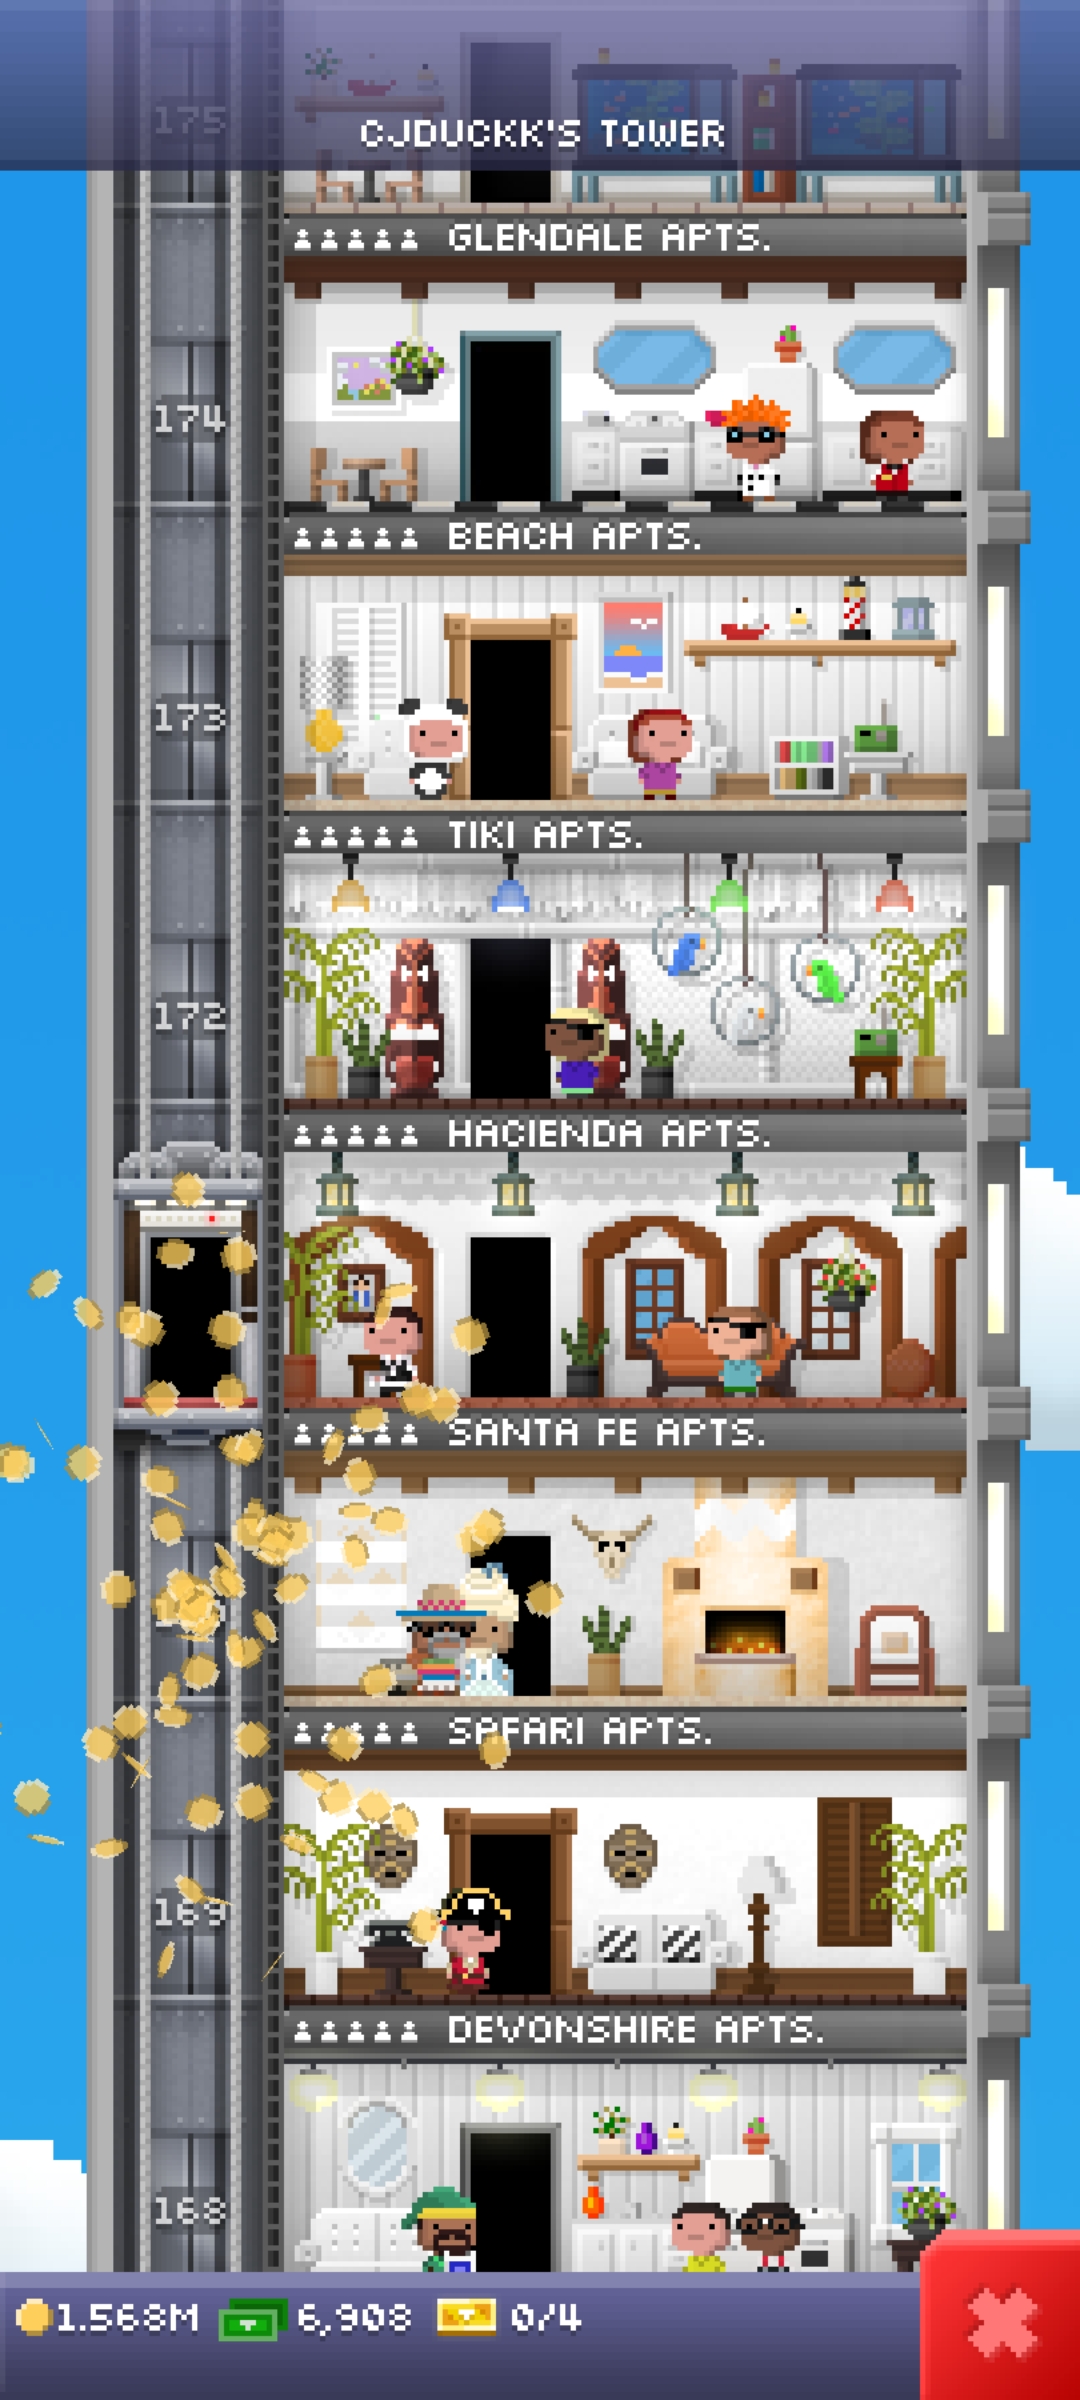 175
CJDUCKK'S TOWER
GLENDALE APTS.
174
BEACH APTS.
173
TIKI APTS.
172
HACIENDA APTS.
SANTA FE APTS.
SAFARI APTS.
169
DEVONSHIRE APTS.
168
1.568M 6,908 0/4